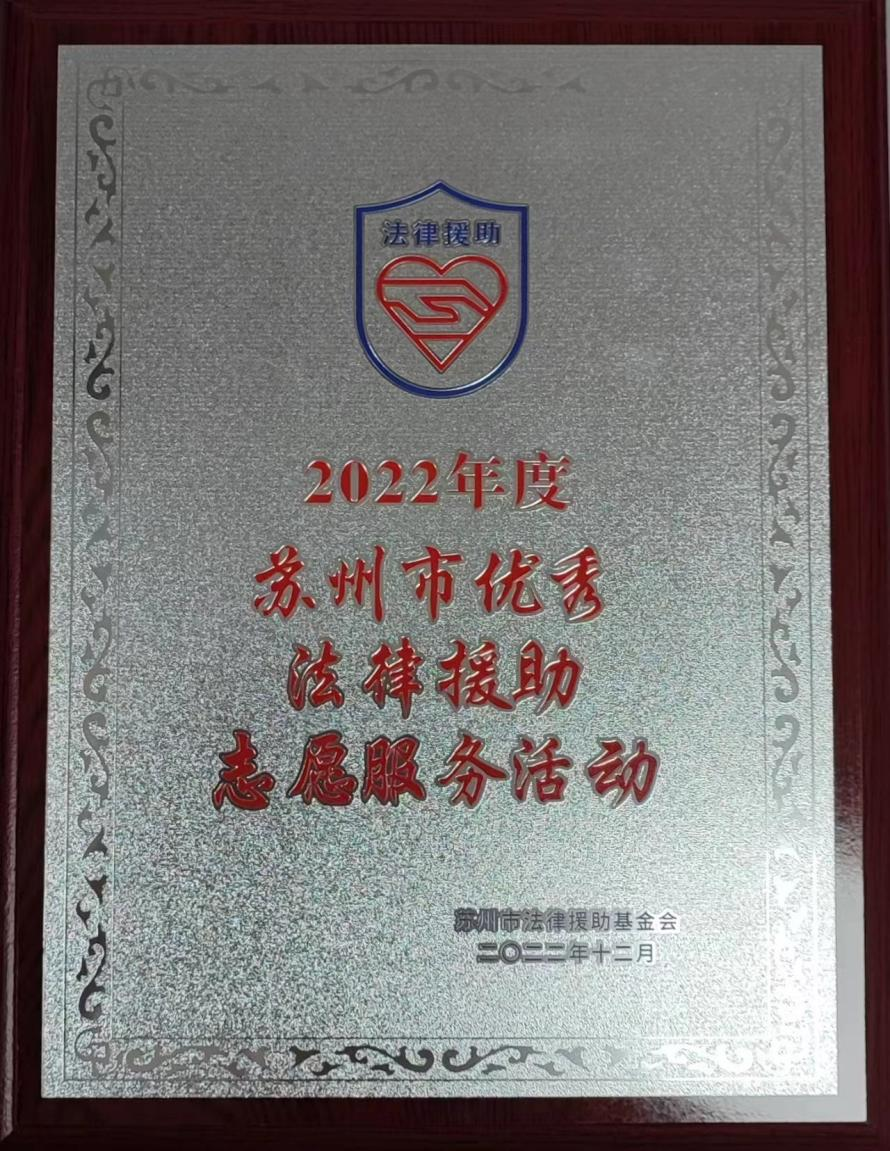 法律援助
2022年度
苏州市优秀
法律援助
志愿服务活动
苏州市法律援助基金会
二〇二二年十二月